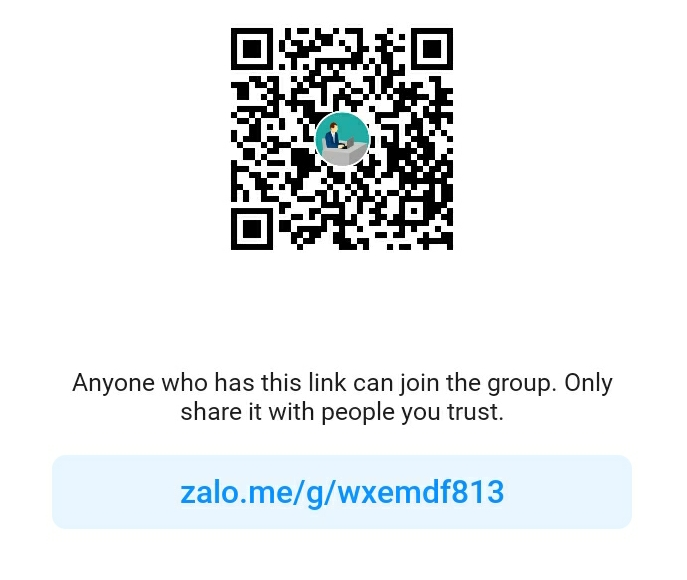 Anyone who has this link can join the group. Only
share it with people you trust.
zalo.me/g/wxemdf813